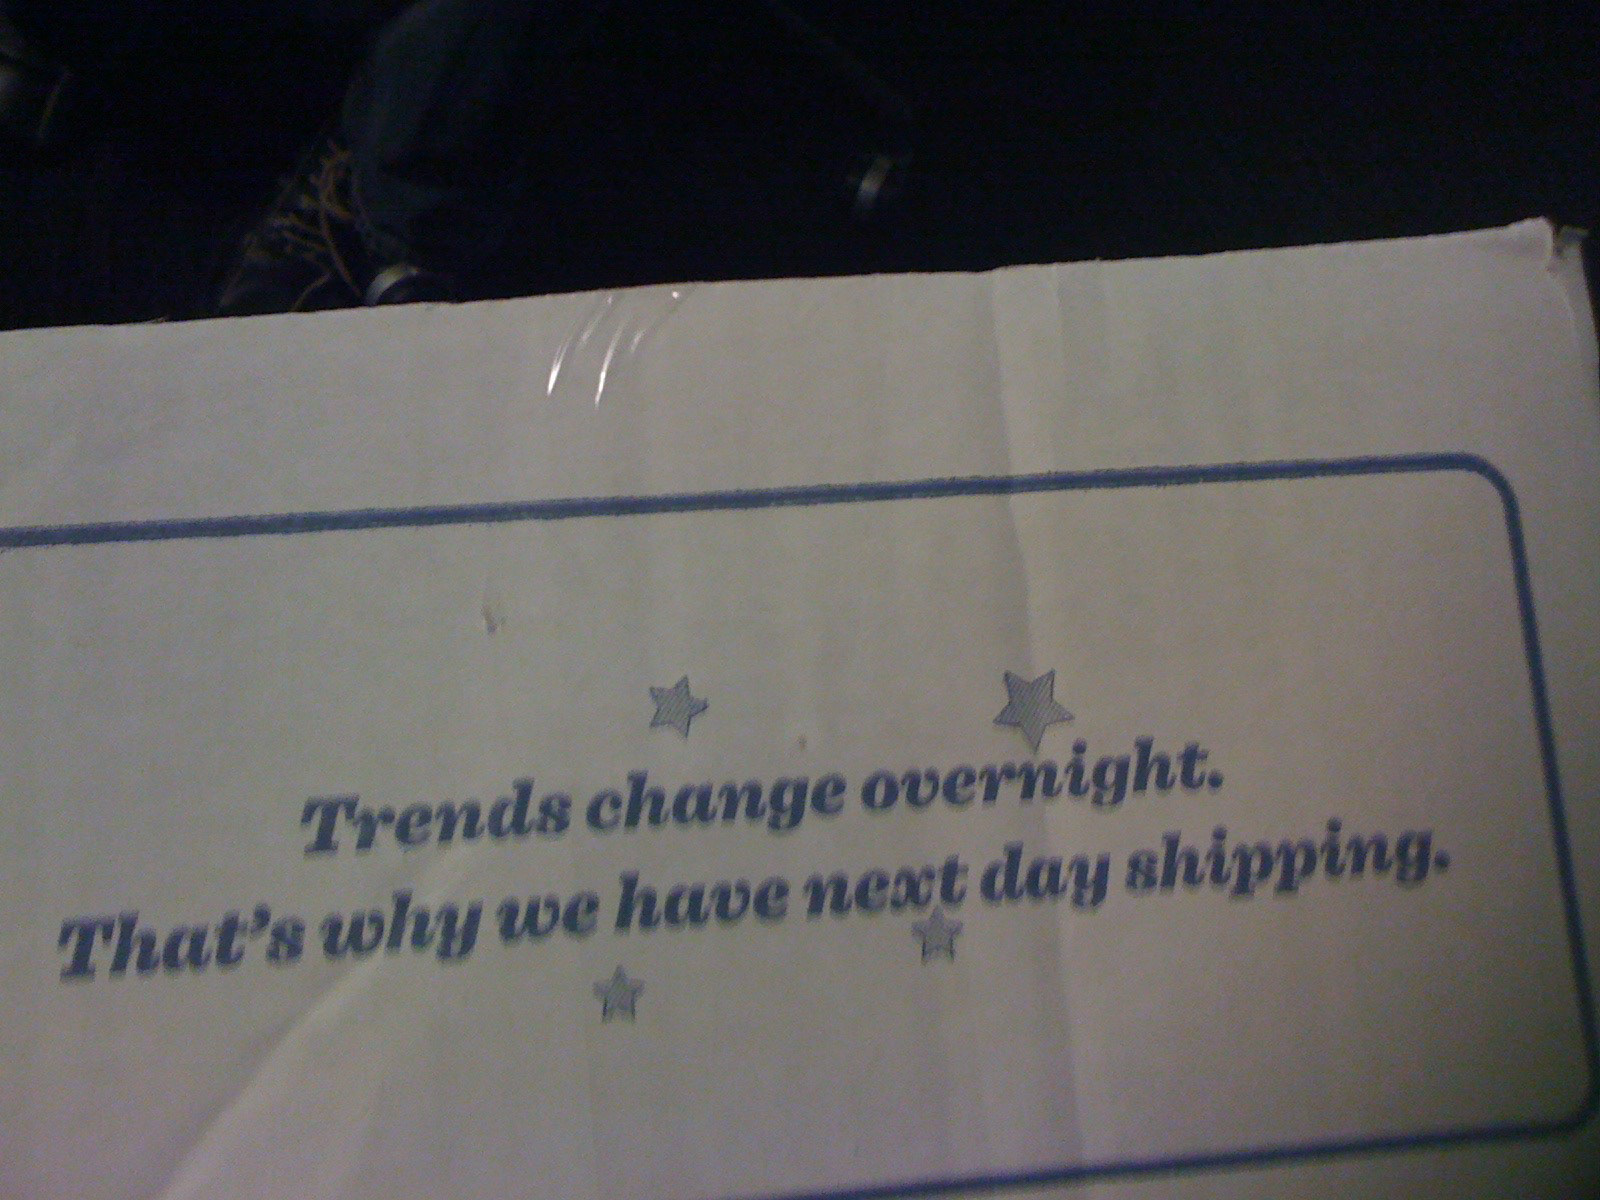 Trends change overnight.
That's why we have next day shipping.